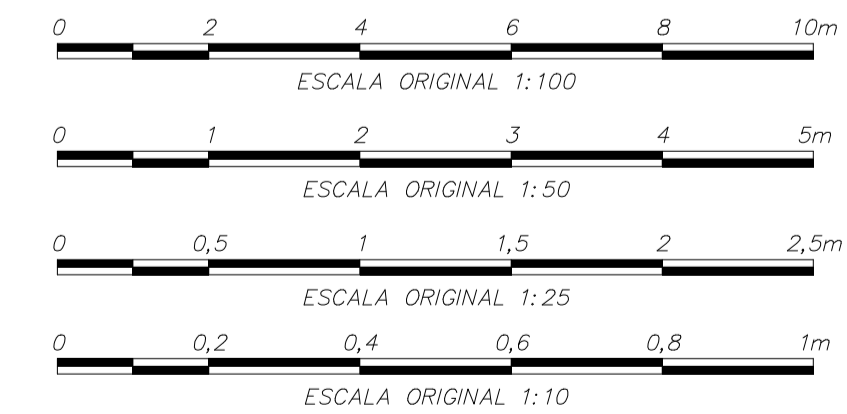 0 2 4 6 8 10m
ESCALA ORIGINAL 1:100
0 1 2 3 4 5m
ESCALA ORIGINAL 1:50
0 0,5 1 1,5 2 2,5m
ESCALA ORIGINAL 1:25
0 0,2 0,4 0,6 0,8 1m
ESCALA ORIGINAL 1:10